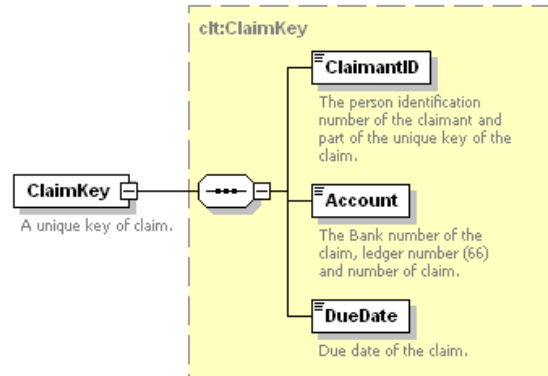 clt:ClaimKey
ClaimantID
The person identification
number of the claimant and
part of the unique key of the
claim.
ClaimKey
A unique key of claim.
Account
The Bank number of the
claim, ledger number (66)
and number of claim.
DueDate
Due date of the claim.